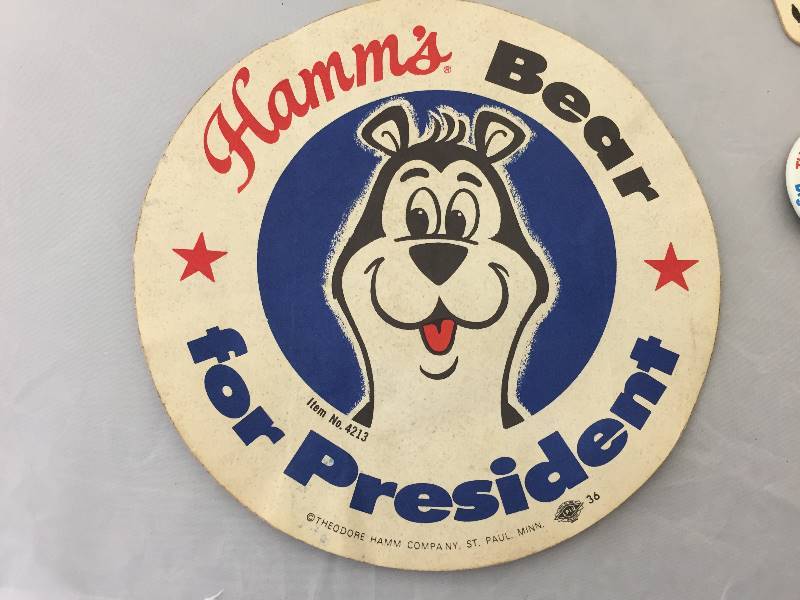 Hamm's® Bear
for President
Item No. 4213
©THEODORE HAMM COMPANY, ST. PAUL, MINN.
36